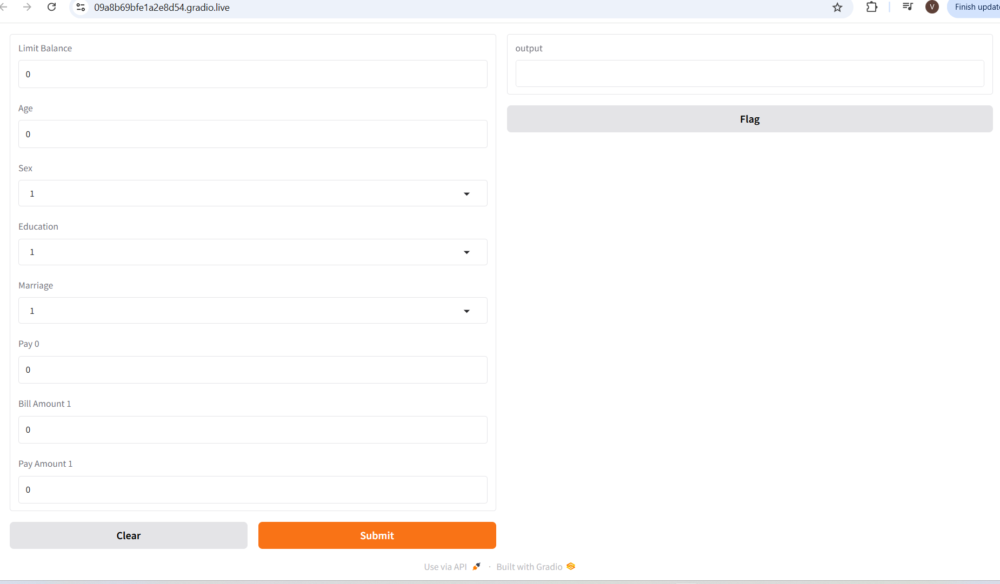 09a8b69bfe1a2e8d54.gradio.live
V
Finish updat
Limit Balance
0
Age
0
Sex
1
Education
1
Marriage
1
Pay 0
0
Bill Amount 1
0
Pay Amount 1
0
Clear
Submit
output
Flag
Use via API · Built with Gradio